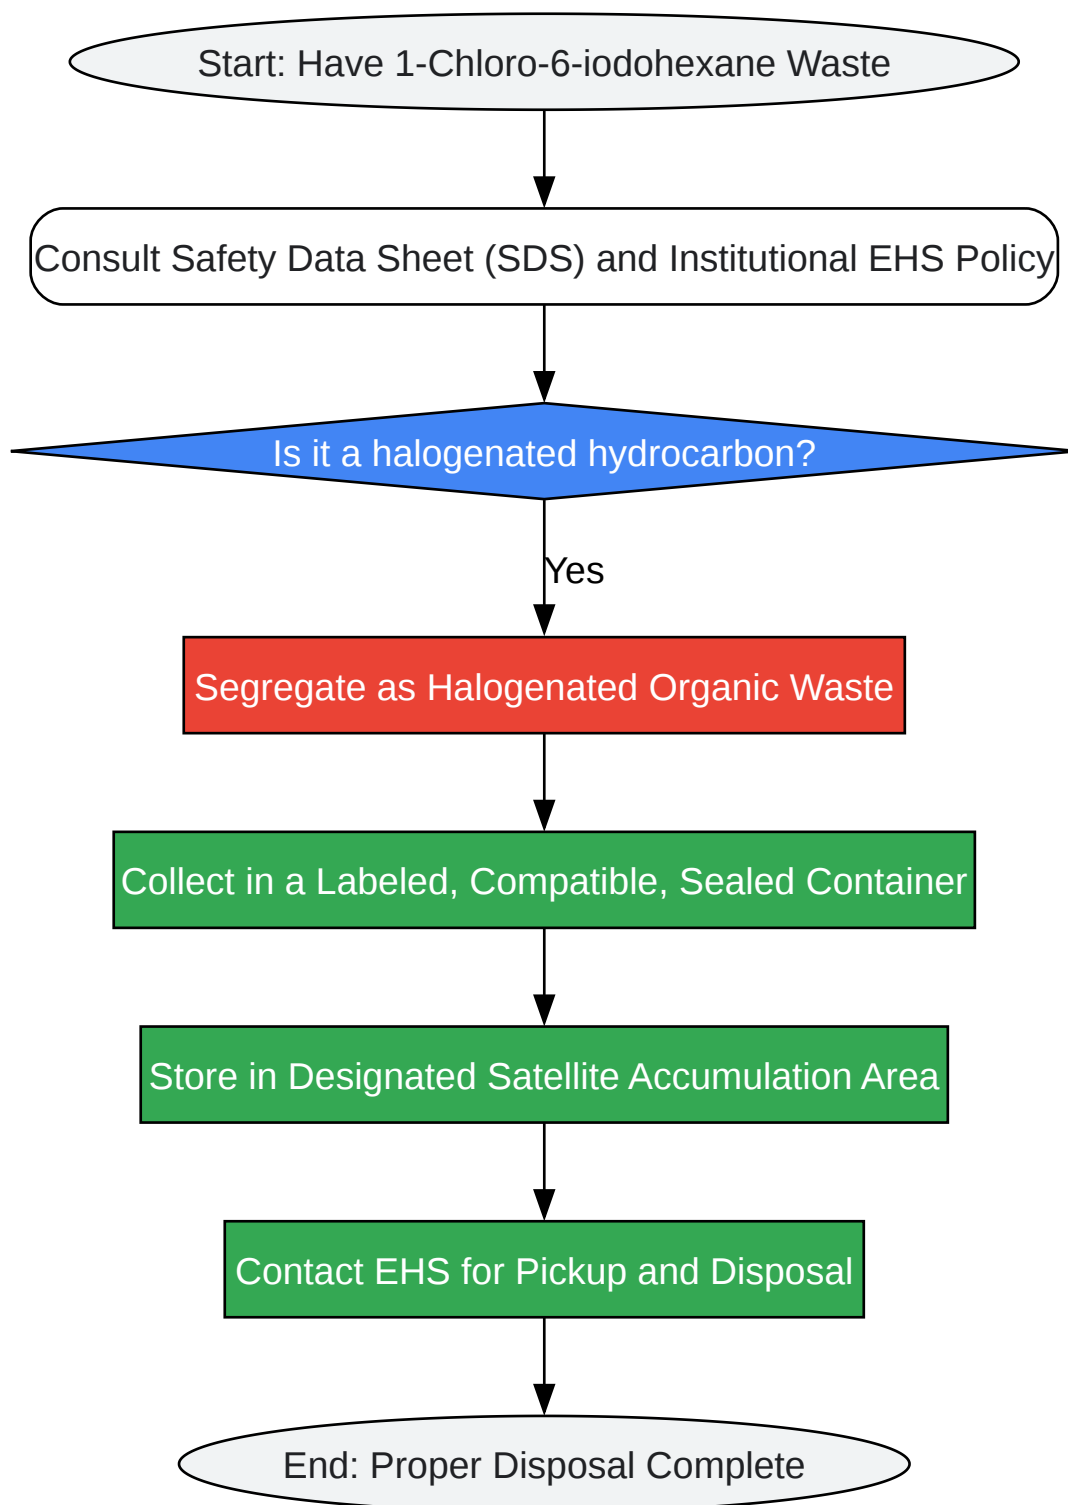 Start: Have 1-Chloro-6-iodohexane Waste
Consult Safety Data Sheet (SDS) and Institutional EHS Policy
Is it a halogenated hydrocarbon?
Yes
Segregate as Halogenated Organic Waste
Collect in a Labeled, Compatible, Sealed Container
Store in Designated Satellite Accumulation Area
Contact EHS for Pickup and Disposal
End: Proper Disposal Complete